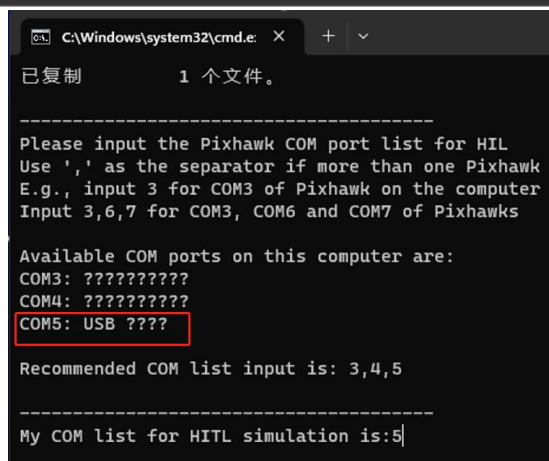 C:\Windows\system32\cmd.e:
已复制         1 个文件。
---------------------------------------
Please input the Pixhawk COM port list for HIL
Use ',' as the separator if more than one Pixhawk
E.g., input 3 for COM3 of Pixhawk on the computer
Input 3,6,7 for COM3, COM6 and COM7 of Pixhawks
Available COM ports on this computer are:
COM3: ??????????
COM4: ??????????
COM5: USB ????
Recommended COM list input is: 3,4,5
---------------------------------------
My COM list for HITL simulation is:5